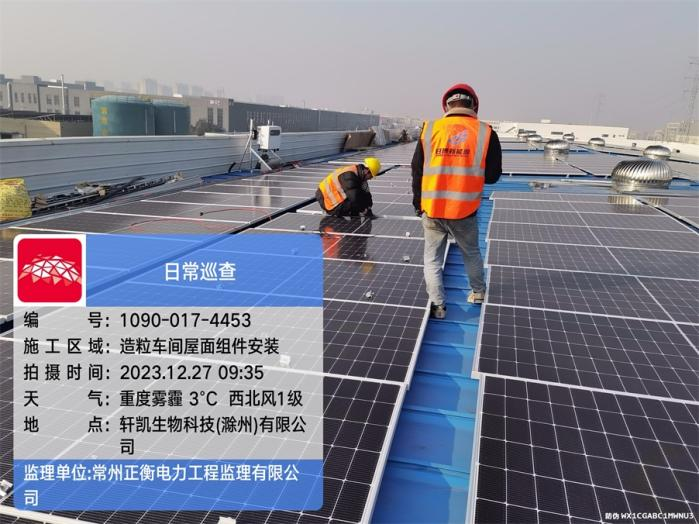 日常巡查
编 号：1090-017-4453
施工区域：造粒车间屋面组件安装
拍摄时间：2023.12.27 09:35
天 气：重度雾霾 3℃ 西北风1级
地 点：轩凯生物科技(滁州)有限公
司
监理单位:常州正衡电力工程监理有限公
司
防伪 WX1CGABC1MWNU3